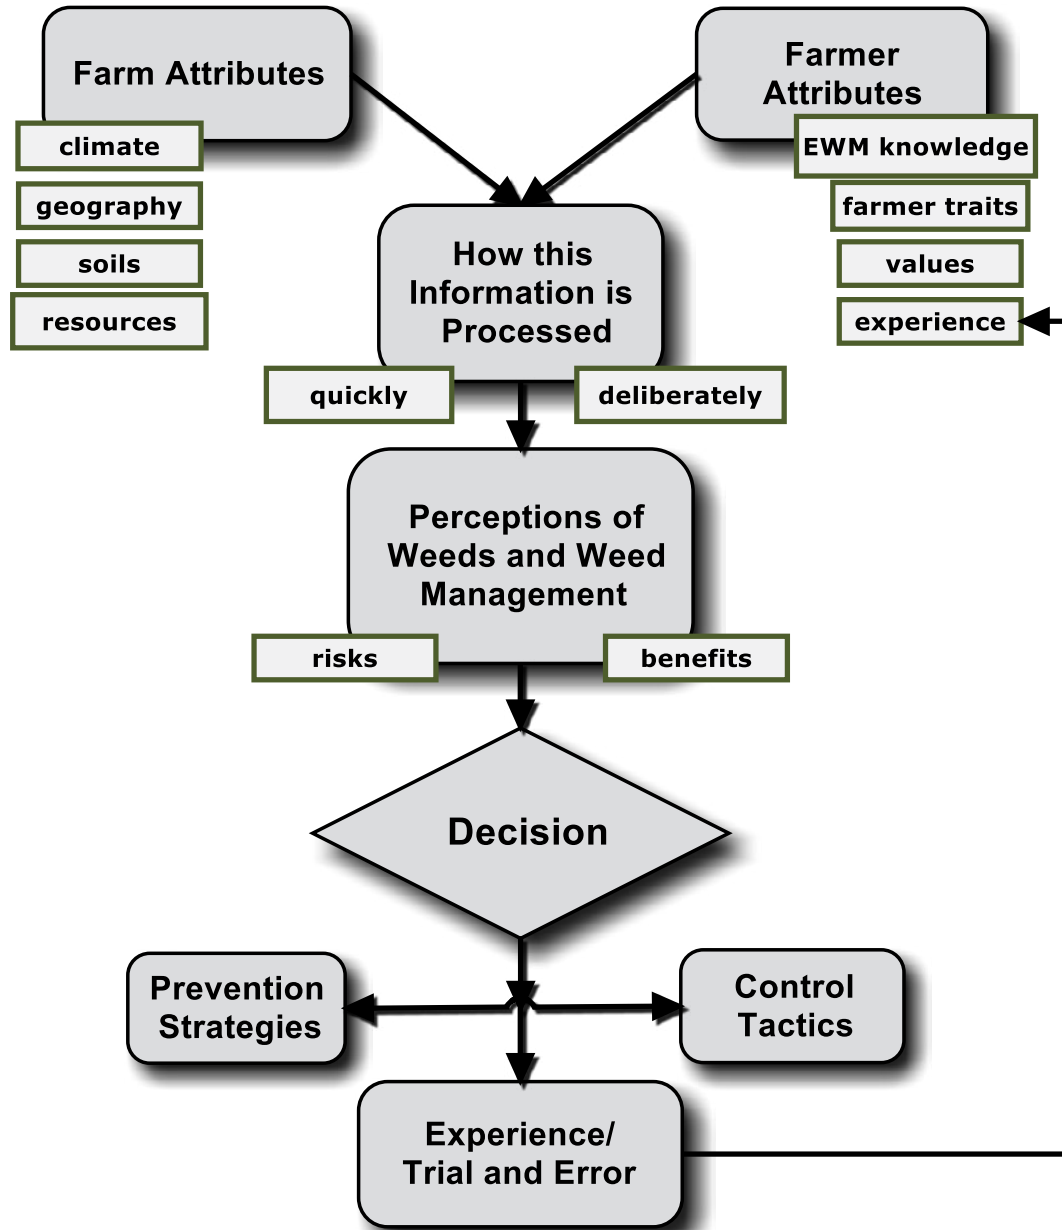 Farm Attributes
climate
geography
soils
resources
Farmer
Attributes
EWM knowledge
farmer traits
values
experience
How this
Information is
Processed
quickly
deliberately
Perceptions of
Weeds and Weed
Management
risks
benefits
Decision
Prevention
Strategies
Control
Tactics
Experience/
Trial and Error